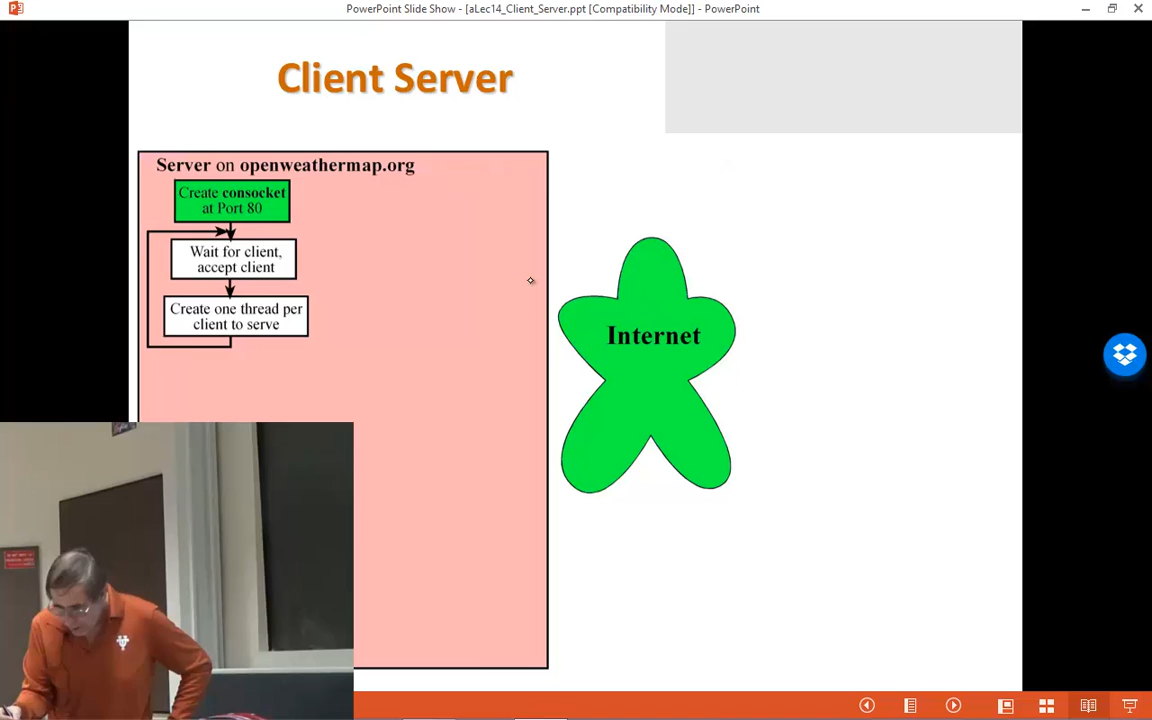 PowerPoint Slide Show - [aLec14_Client_Server.ppt [Compatibility Mode]] - PowerPoint
Client Server
Server on openweathermap.org
Create consocket
at Port 80
Wait for client,
accept client
Create one thread per
client to serve
Internet